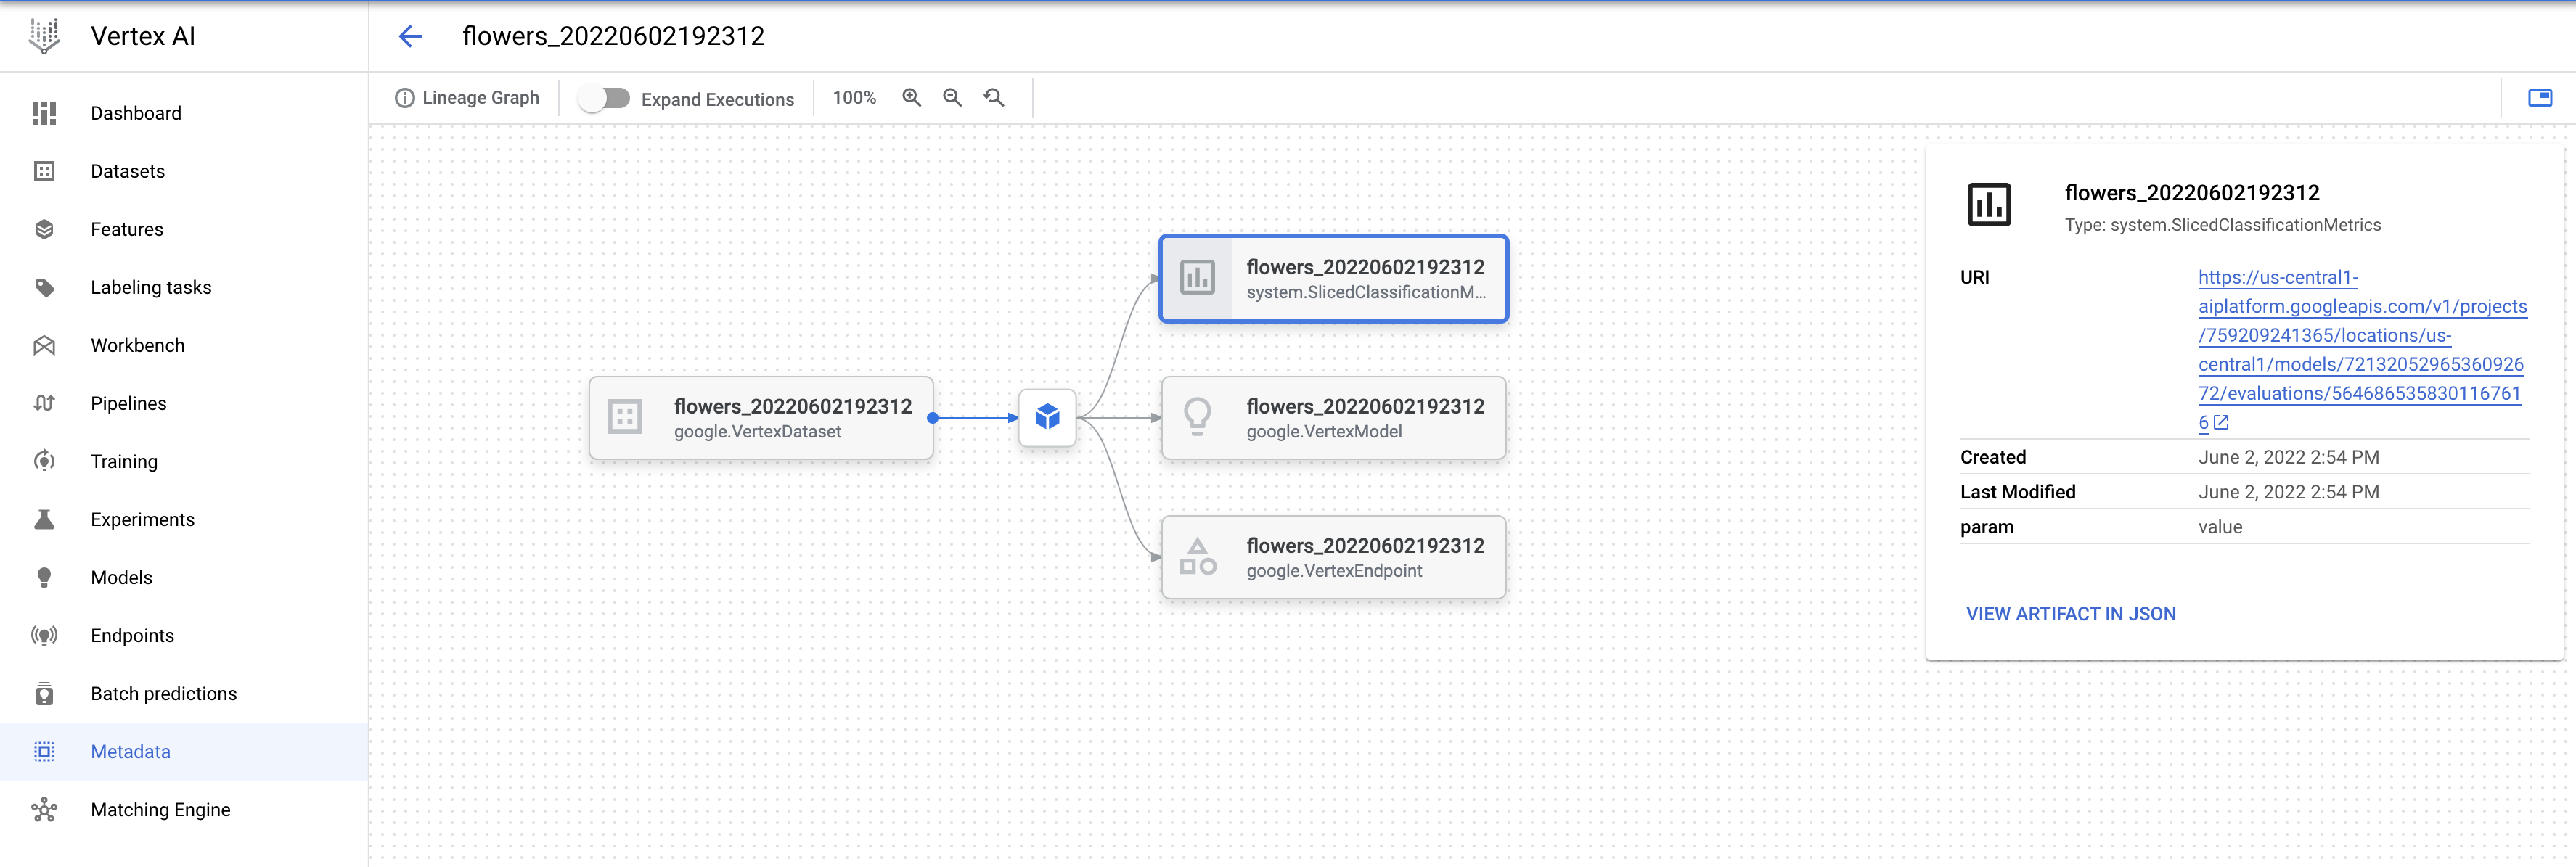 Vertex AI
flowers_20220602192312
Lineage Graph
Expand Executions
100%
Dashboard
Datasets
Features
Labeling tasks
Workbench
Pipelines
Training
Experiments
Models
Endpoints
Batch predictions
Metadata
Matching Engine
flowers_20220602192312
google.VertexDataset
flowers_20220602192312
system.SlicedClassificationM...
flowers_20220602192312
google.VertexModel
flowers_20220602192312
google.VertexEndpoint
flowers_20220602192312
Type: system.SlicedClassificationMetrics
URI
https://us-central1-
aiplatform.googleapis.com/v1/projects
/759209241365/locations/us-
central1/models/72132052965360926
72/evaluations/564686535830116761
6
Created June 2, 2022 2:54 PM
Last Modified June 2, 2022 2:54 PM
param value
VIEW ARTIFACT IN JSON